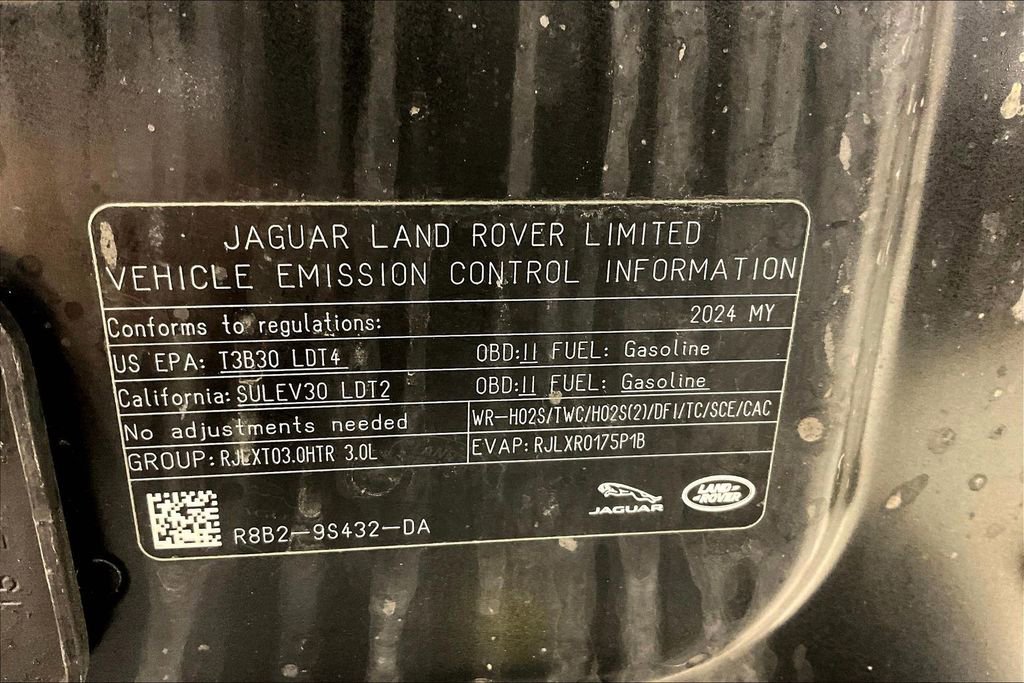 JAGUAR LAND ROVER LIMITED
VEHICLE EMISSION CONTROL INFORMATION
Conforms to regulations: 2024 MY
US EPA: T3B30 LDT4 OBD:II FUEL: Gasoline
California: SULEV30 LDT2 OBD:II FUEL: Gasoline
No adjustments needed WR-HO2S/TWC/HO2S(2)/DFI/TC/SCE/CAC
GROUP: RJLXT03.0HTR 3.0L EVAP: RJLXR0175P1B
R8B2-9S432-DA
JAGUAR
LAND ROVER